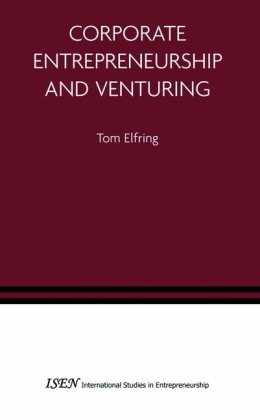 CORPORATE
ENTREPRENEURSHIP
AND VENTURING
Tom Elfring
ISEN International Studies in Entrepreneurship